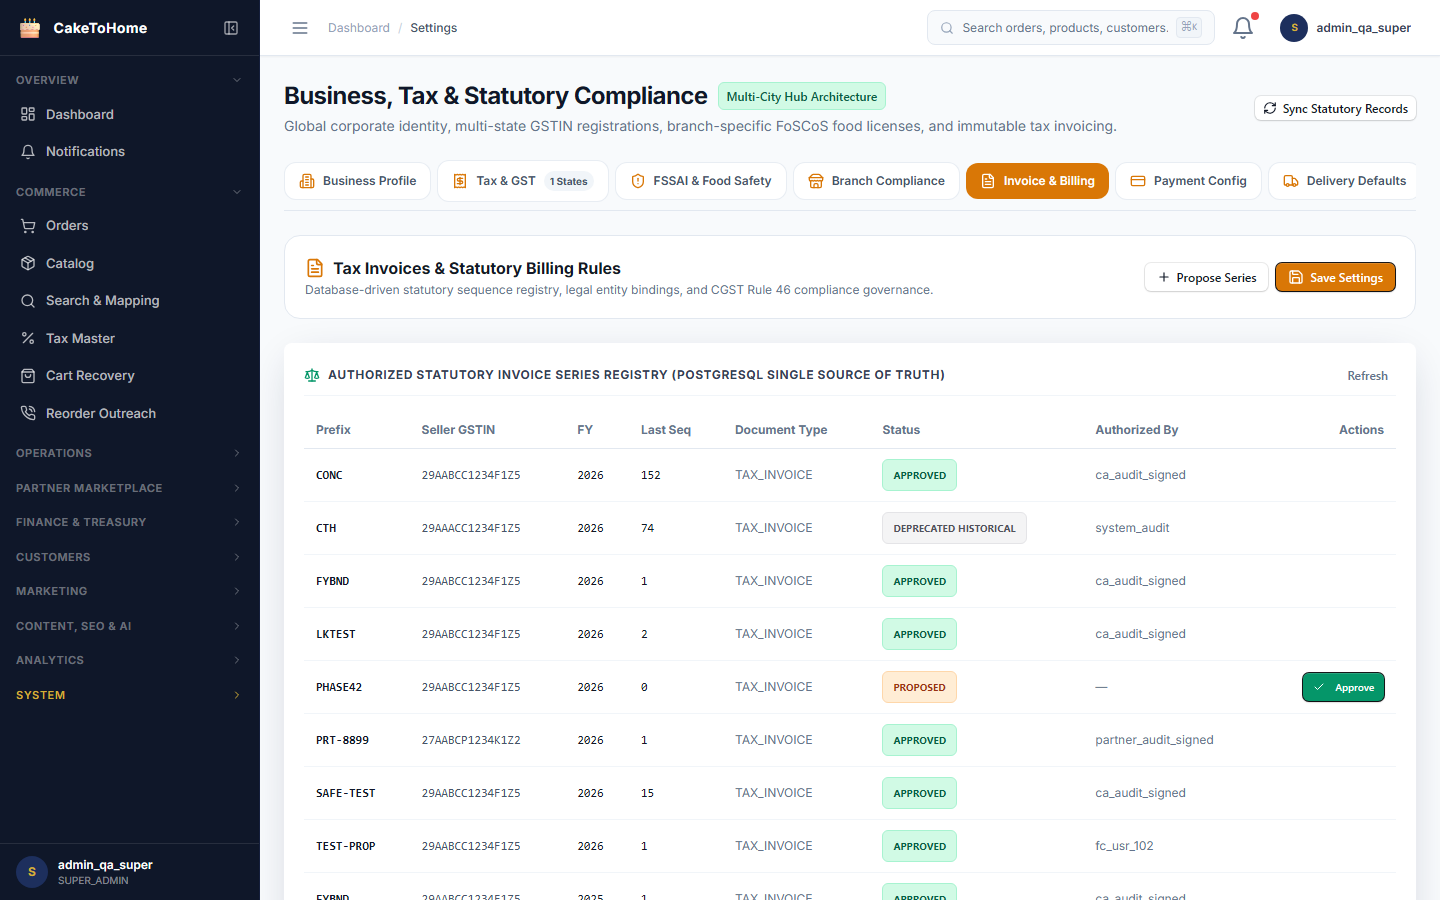 CakeToHome
Dashboard / Settings
Search orders, products, customers. ⌘K
S admin_qa_super
OVERVIEW
Dashboard
Notifications
COMMERCE
Orders
Catalog
Search & Mapping
Tax Master
Cart Recovery
Reorder Outreach
OPERATIONS
PARTNER MARKETPLACE
FINANCE & TREASURY
CUSTOMERS
MARKETING
CONTENT, SEO & AI
ANALYTICS
SYSTEM
S admin_qa_super
SUPER_ADMIN
Business, Tax & Statutory Compliance Multi-City Hub Architecture
Global corporate identity, multi-state GSTIN registrations, branch-specific FoSCoS food licenses, and immutable tax invoicing.
Sync Statutory Records
Business Profile Tax & GST 1 States FSSAI & Food Safety Branch Compliance Invoice & Billing Payment Config Delivery Defaults
Tax Invoices & Statutory Billing Rules
Database-driven statutory sequence registry, legal entity bindings, and CGST Rule 46 compliance governance.
Propose Series Save Settings
AUTHORIZED STATUTORY INVOICE SERIES REGISTRY (POSTGRESQL SINGLE SOURCE OF TRUTH) Refresh
Prefix Seller GSTIN FY Last Seq Document Type Status Authorized By Actions
CONC 29AABCC1234F1Z5 2026 152 TAX_INVOICE APPROVED ca_audit_signed
CTH 29AAACC1234F1Z5 2026 74 TAX_INVOICE DEPRECATED HISTORICAL system_audit
FYBND 29AABCC1234F1Z5 2026 1 TAX_INVOICE APPROVED ca_audit_signed
LKTEST 29AABCC1234F1Z5 2026 2 TAX_INVOICE APPROVED ca_audit_signed
PHASE42 29AABCC1234F1Z5 2026 0 TAX_INVOICE PROPOSED — Approve
PRT-8899 27AABCP1234K1Z2 2026 1 TAX_INVOICE APPROVED partner_audit_signed
SAFE-TEST 29AABCC1234F1Z5 2026 15 TAX_INVOICE APPROVED ca_audit_signed
TEST-PROP 29AABCC1234F1Z5 2026 1 TAX_INVOICE APPROVED fc_usr_102
FYBND 29AABCC1234F1Z5 2025 1 TAX_INVOICE APPROVED ca_audit_signed